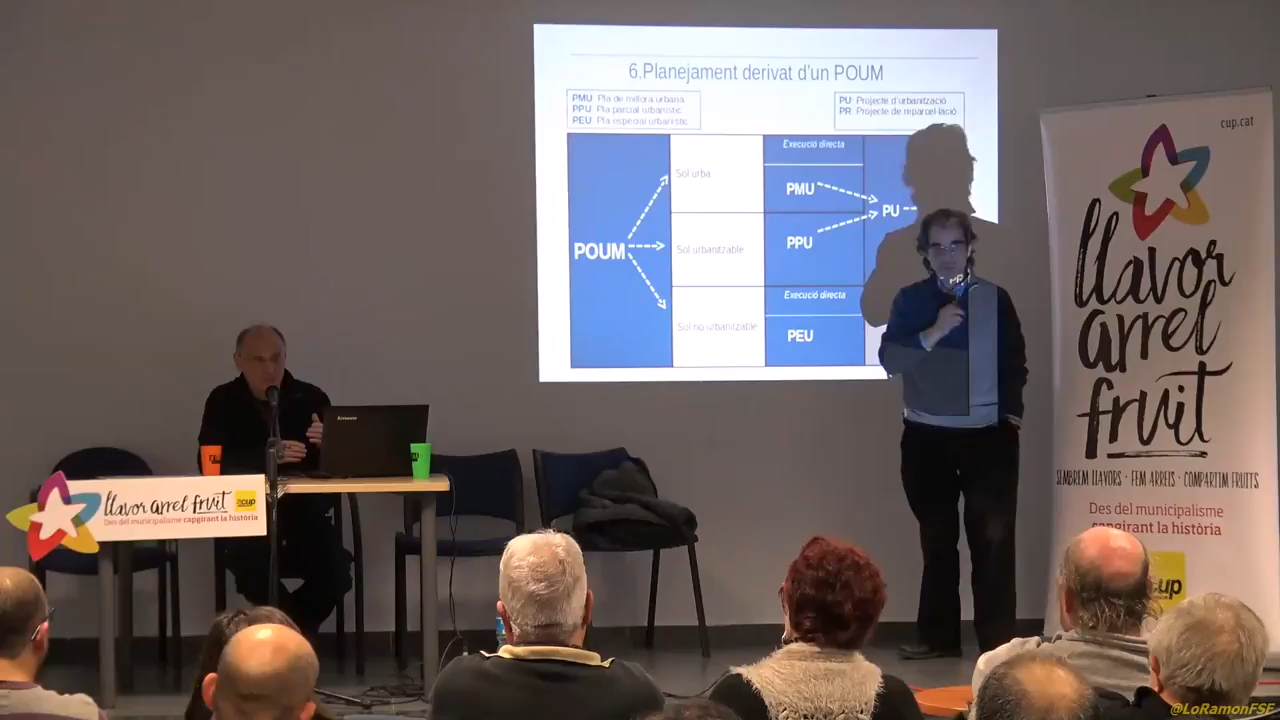 6.Planejament derivat d'un POUM
PMU: Pla de millora urbana
PPU: Pla parcial urbanístic
PEU: Pla especial urbanístic
PU: Projecte d'urbanització
PR: Projecte de reparcel·lació
Execució directa
Sòl urbà
PMU
PU
POUM
Sòl urbanitzable
PPU
Execució directa
Sòl no urbanitzable
PEU
PR
cup.cat
llavor
arrel
fruit
SEMBREM LLAVORS · FEM ARRELS · COMPARTIM FRUITS
Des del municipalisme
capgirant la història
cup
Lenovo
llavor arrel fruit
cup
Des del municipalisme capgirant la història
@LoRamonFSF